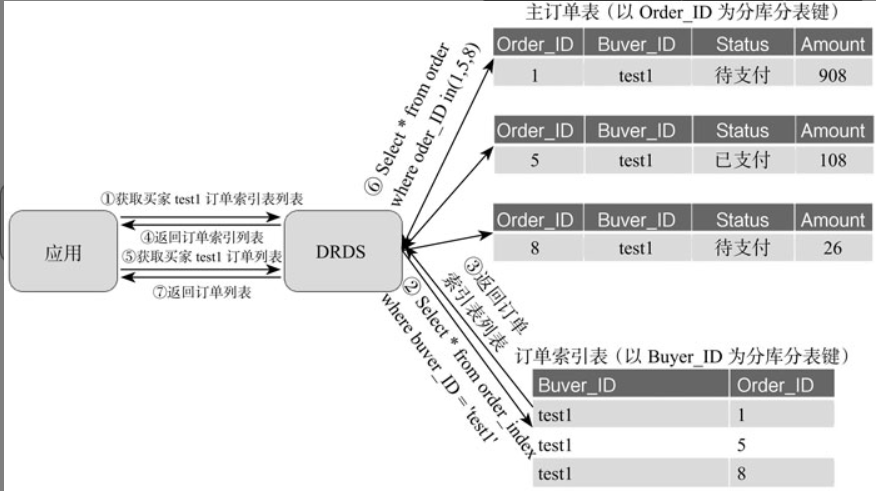 主订单表（以 Order_ID 为分库分表键）
Order_ID Buver_ID Status Amount
1 test1 待支付 908
Order_ID Buver_ID Status Amount
5 test1 已支付 108
Order_ID Buver_ID Status Amount
8 test1 待支付 26
⑥ Select * from order
where oder_ID in(1,5,8)
①获取买家 test1 订单索引表列表
④返回订单索引列表
⑤获取买家 test1 订单列表
⑦返回订单列表
应用
DRDS
③返回订单
索引表列表
② Select * from order_index
where buver_ID = 'test1'
订单索引表（以 Buyer_ID 为分库分表键）
Buver_ID Order_ID
test1 1
test1 5
test1 8